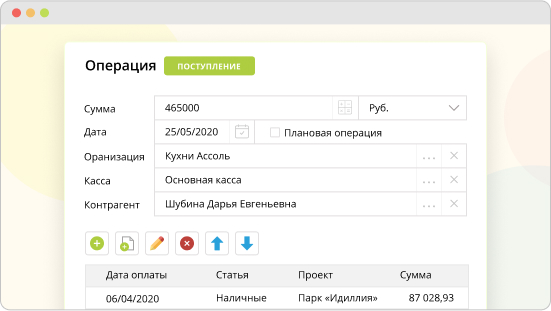 Операция ПОСТУПЛЕНИЕ
Сумма 465000 Руб.
Дата 25/05/2020 Плановая операция
Оранизация Кухни Ассоль ...
Касса Основная касса ...
Контрагент Шубина Дарья Евгеньевна ...
Дата оплаты Статья Проект Сумма
06/04/2020 Наличные Парк «Идиллия» 87 028,93